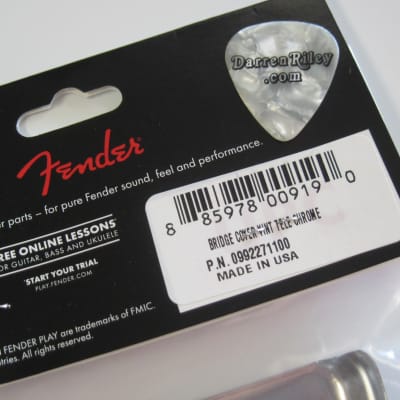 DarrenRiley
.com
Fender
parts – for pure Fender sound, feel and performance.
8 85978 00919 0
BRIDGE COVER VINT TELE CHROME
P.N. 0992271100
MADE IN USA
ONLINE LESSONS*
GUITAR, BASS AND UKULELE
*START YOUR TRIAL
PLAY.FENDER.COM
FENDER PLAY are trademarks of FMIC.
All rights reserved.